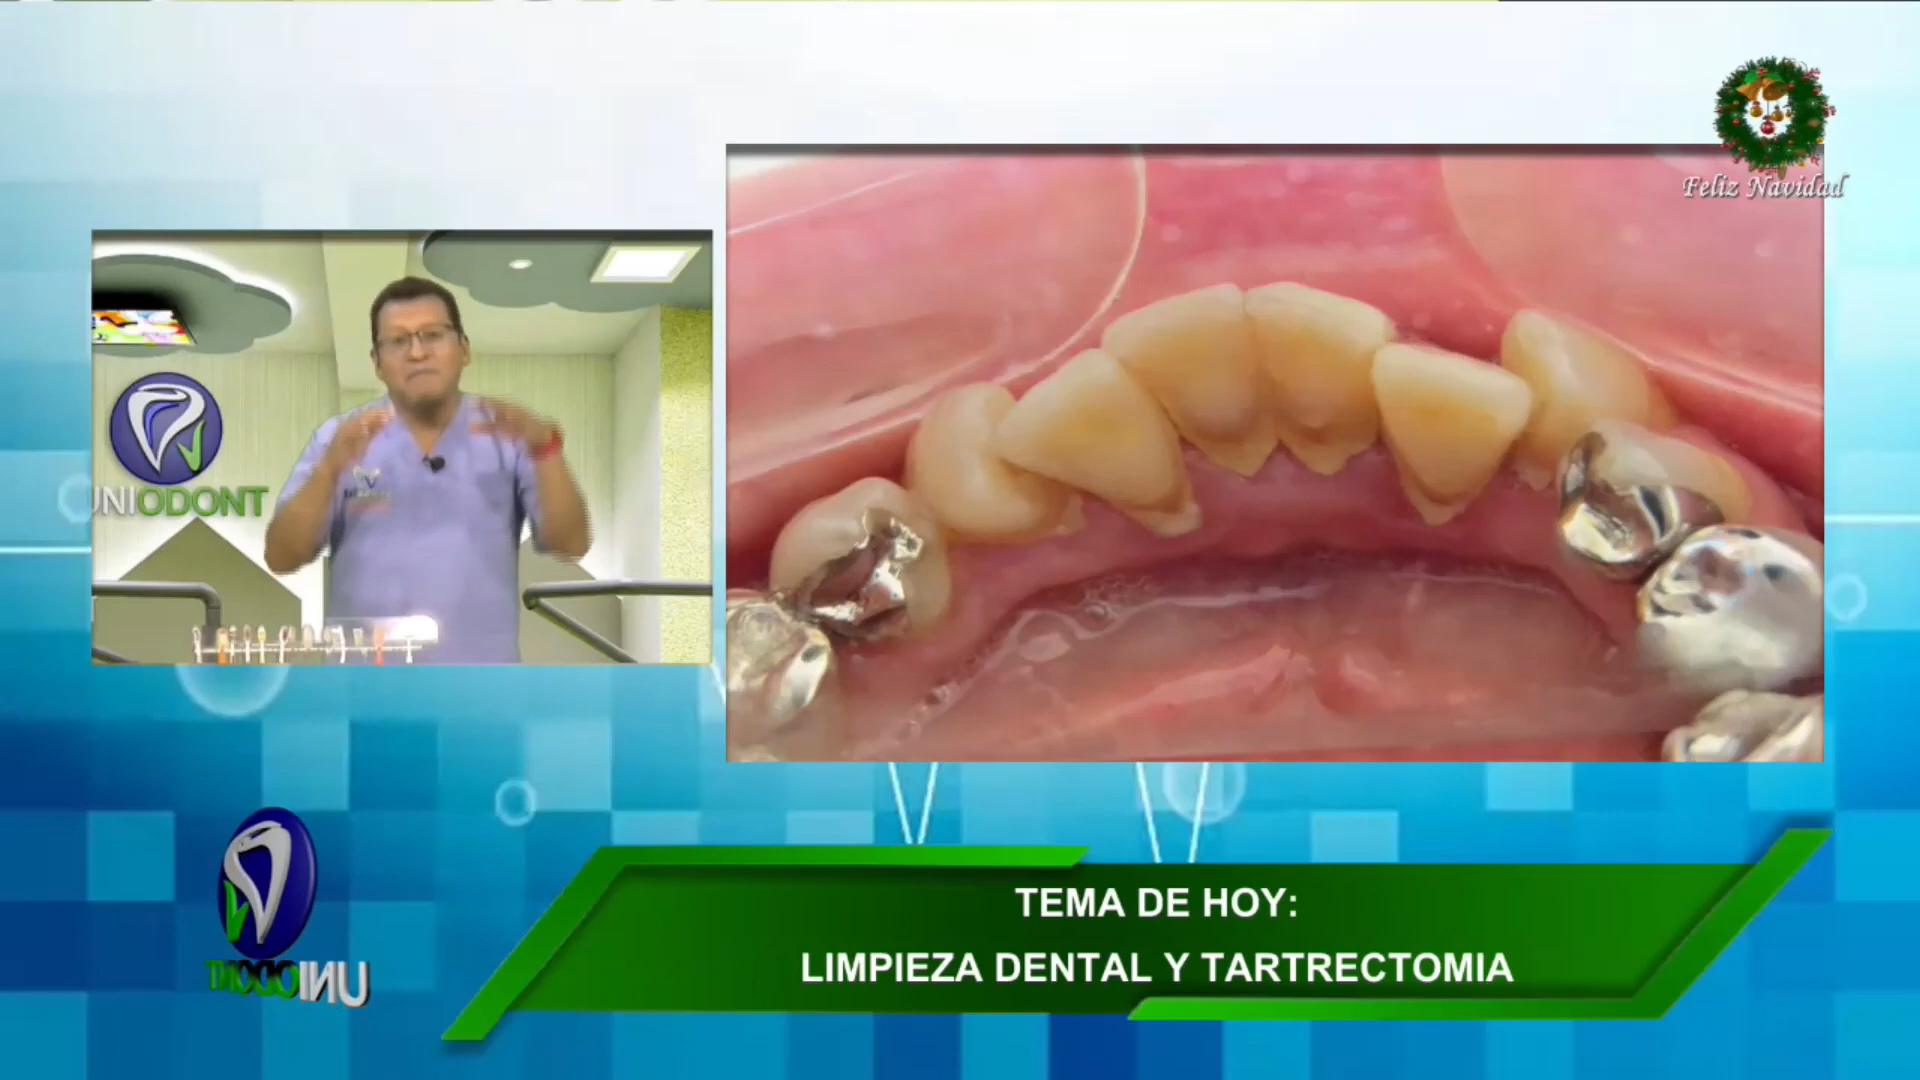 Feliz Navidad
UNIODONT
UNIODONT
TEMA DE HOY:
LIMPIEZA DENTAL Y TARTRECTOMIA